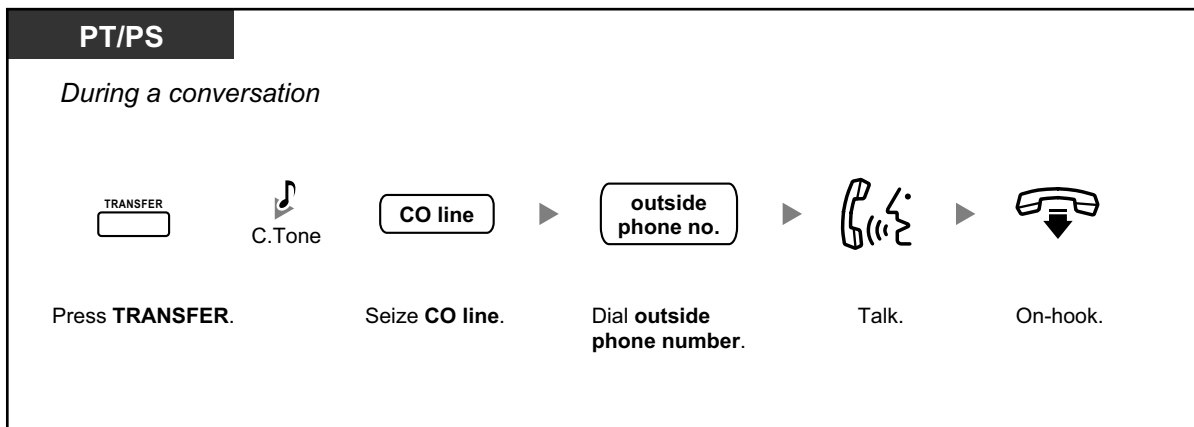 PT/PS
During a conversation
TRANSFER
C.Tone
CO line
outside
phone no.
Press TRANSFER.
Seize CO line.
Dial outside
phone number.
Talk.
On-hook.